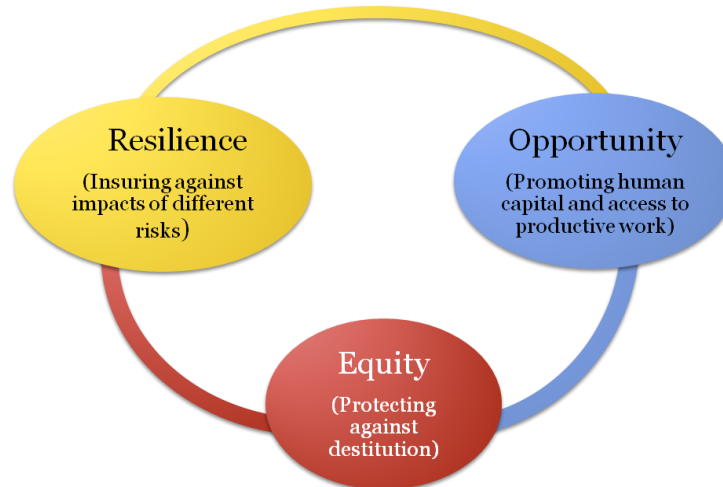 Resilience
(Insuring against
impacts of different
risks)
Opportunity
(Promoting human
capital and access to
productive work)
Equity
(Protecting
against
destitution)